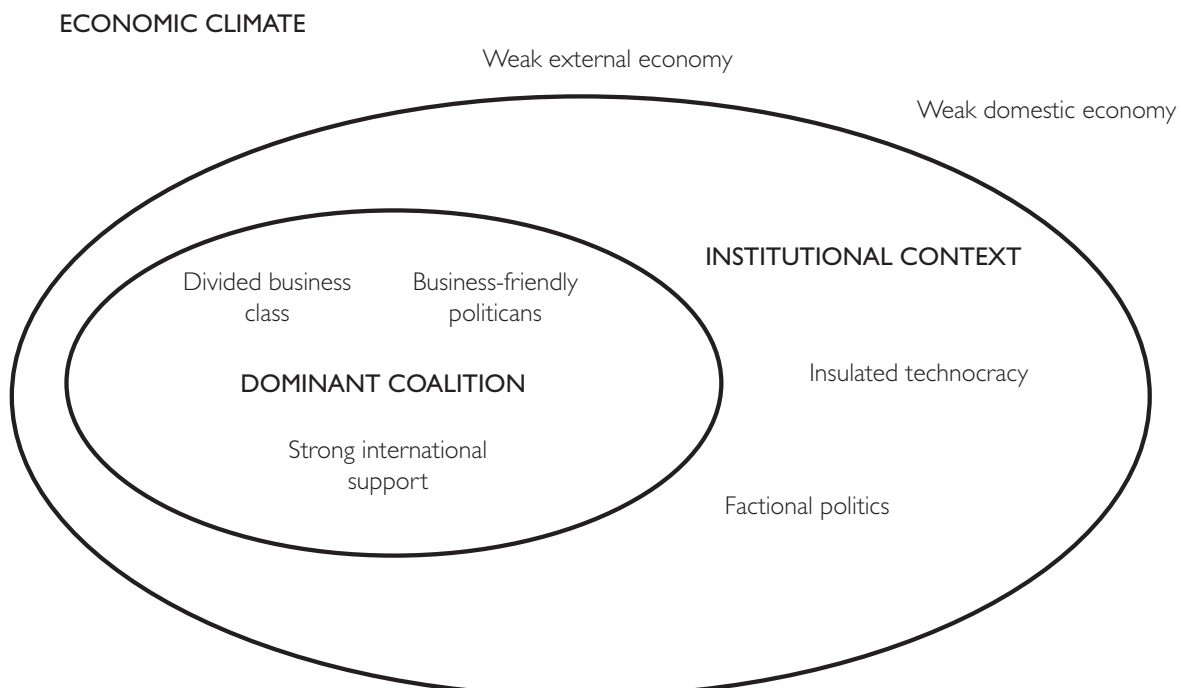 ECONOMIC CLIMATE
Weak external economy
Weak domestic economy
INSTITUTIONAL CONTEXT
Divided business
class
Business-friendly
politicans
Insulated technocracy
DOMINANT COALITION
Strong international
support
Factional politics